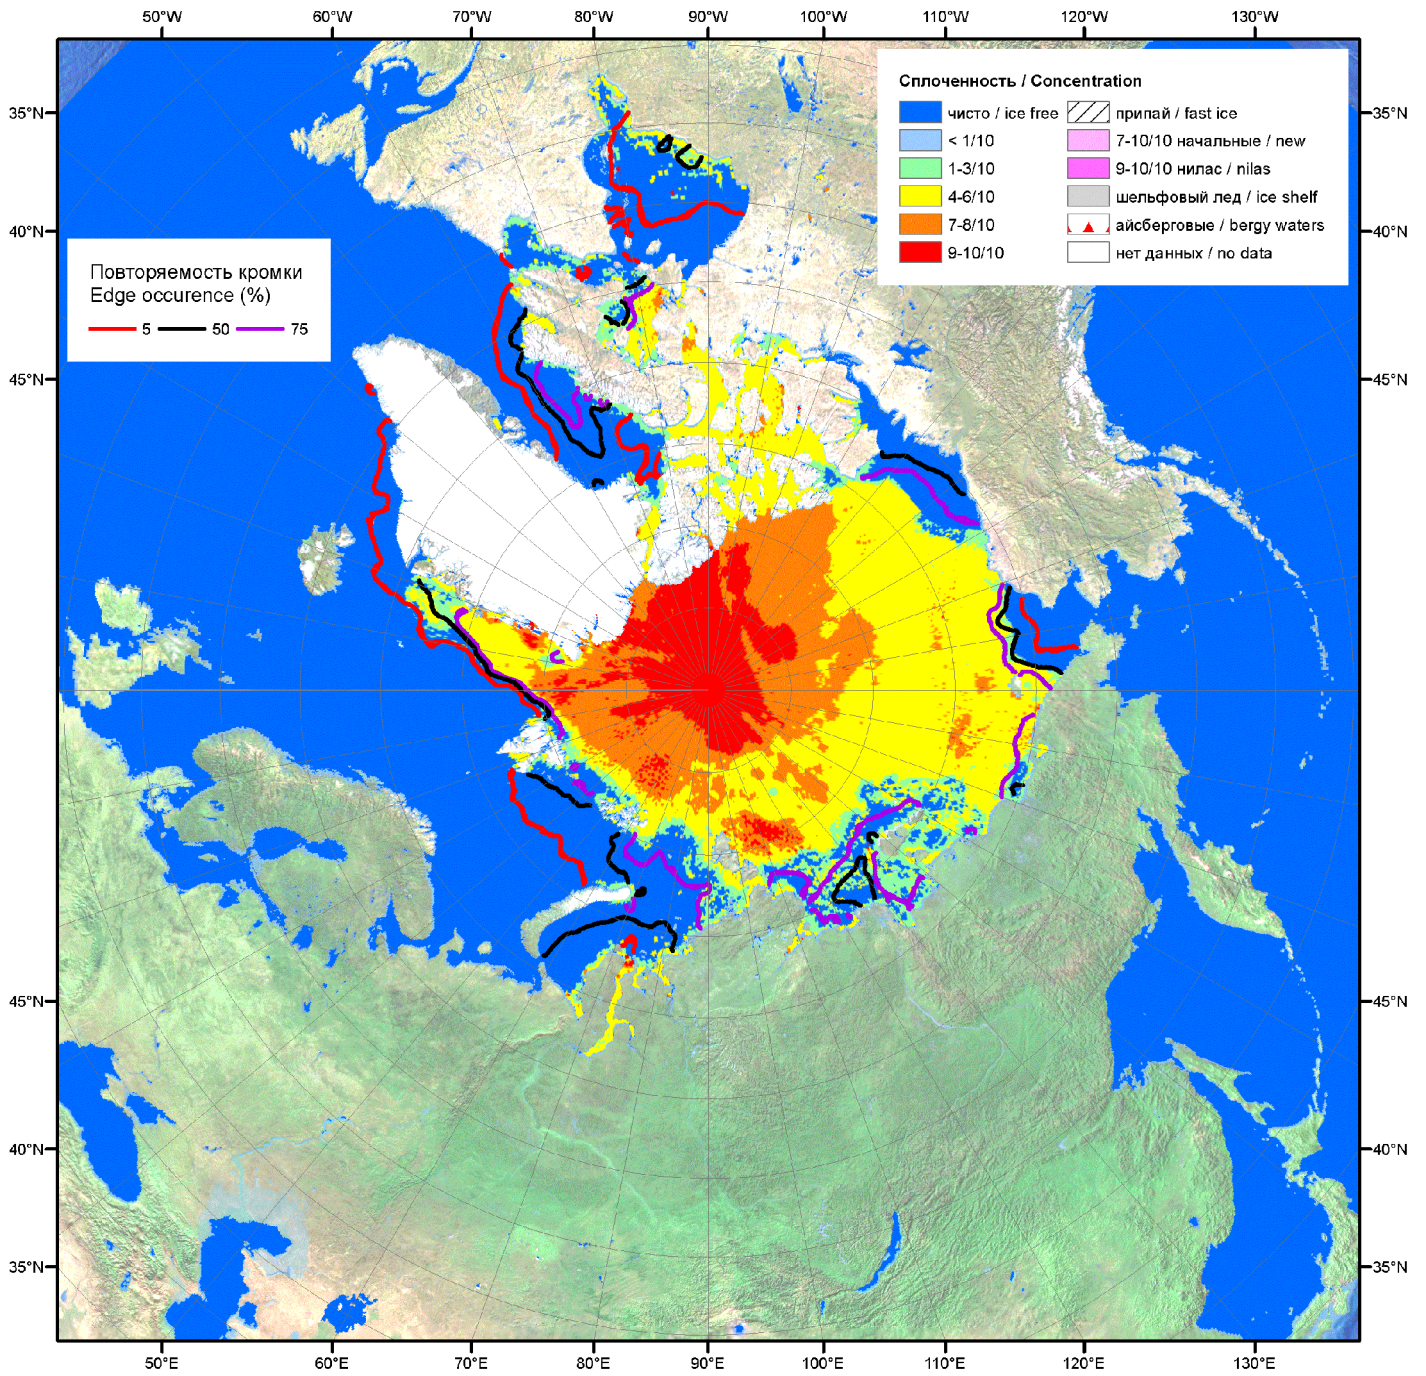 50°W 60°W 70°W 80°W 90°W 100°W 110°W 120°W 130°W
35°N 35°N
40°N 40°N
45°N 45°N
Сплоченность / Concentration
чисто / ice free
< 1/10
1-3/10
4-6/10
7-8/10
9-10/10
припай / fast ice
7-10/10 начальные / new
9-10/10 нилас / nilas
шельфовый лед / ice shelf
айсберговые / bergy waters
нет данных / no data
Повторяемость кромки
Edge occurence (%)
5 50 75
45°N 45°N
40°N 40°N
35°N 35°N
50°E 60°E 70°E 80°E 90°E 100°E 110°E 120°E 130°E